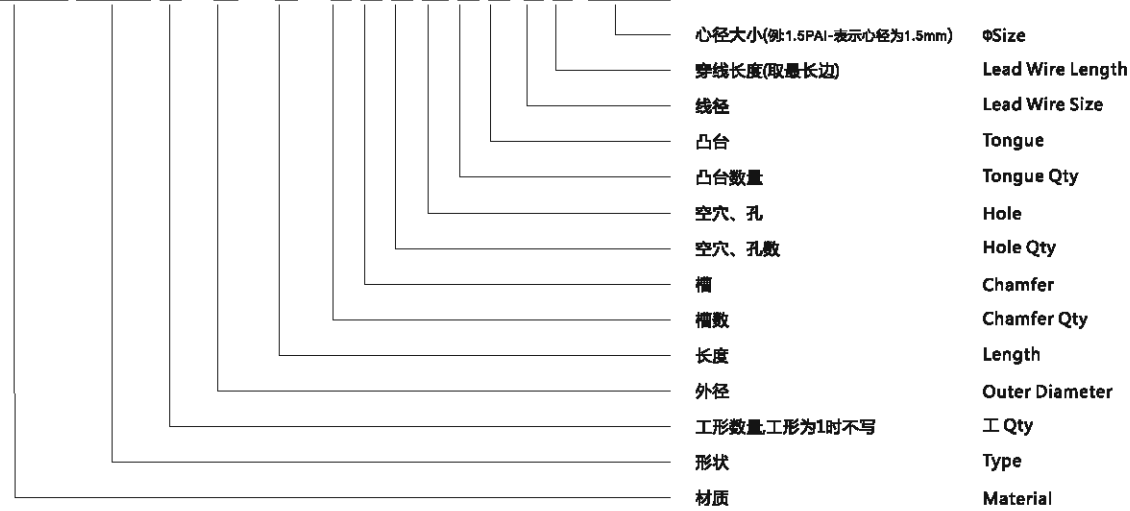 心径大小(例:1.5PAI-表示心径为1.5mm) ΦSize
穿线长度(取最长边) Lead Wire Length
线径 Lead Wire Size
凸台 Tongue
凸台数量 Tongue Qty
空穴、孔 Hole
空穴、孔数 Hole Qty
槽 Chamfer
槽数 Chamfer Qty
长度 Length
外径 Outer Diameter
工形数量,工形为1时不写 工 Qty
形状 Type
材质 Material